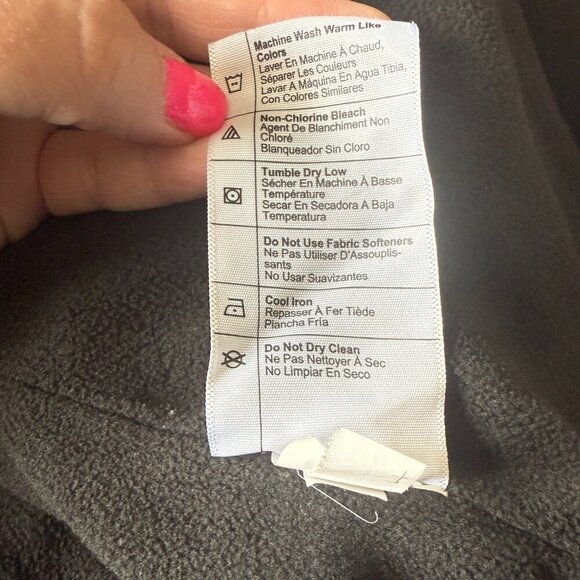 Machine Wash Warm Like
Colors
Laver En Machine À Chaud,
Séparer Les Couleurs
Lavar A Máquina En Agua Tibia,
Con Colores Similares
Non-Chlorine Bleach
Agent De Blanchiment Non
Chloré
Blanqueador Sin Cloro
Tumble Dry Low
Sécher En Machine À Basse
Température
Secar En Secadora A Baja
Temperatura
Do Not Use Fabric Softeners
Ne Pas Utiliser D'Assouplis-
sants
No Usar Suavizantes
Cool Iron
Repasser À Fer Tiède
Plancha Fría
Do Not Dry Clean
Ne Pas Nettoyer À Sec
No Limpiar En Seco